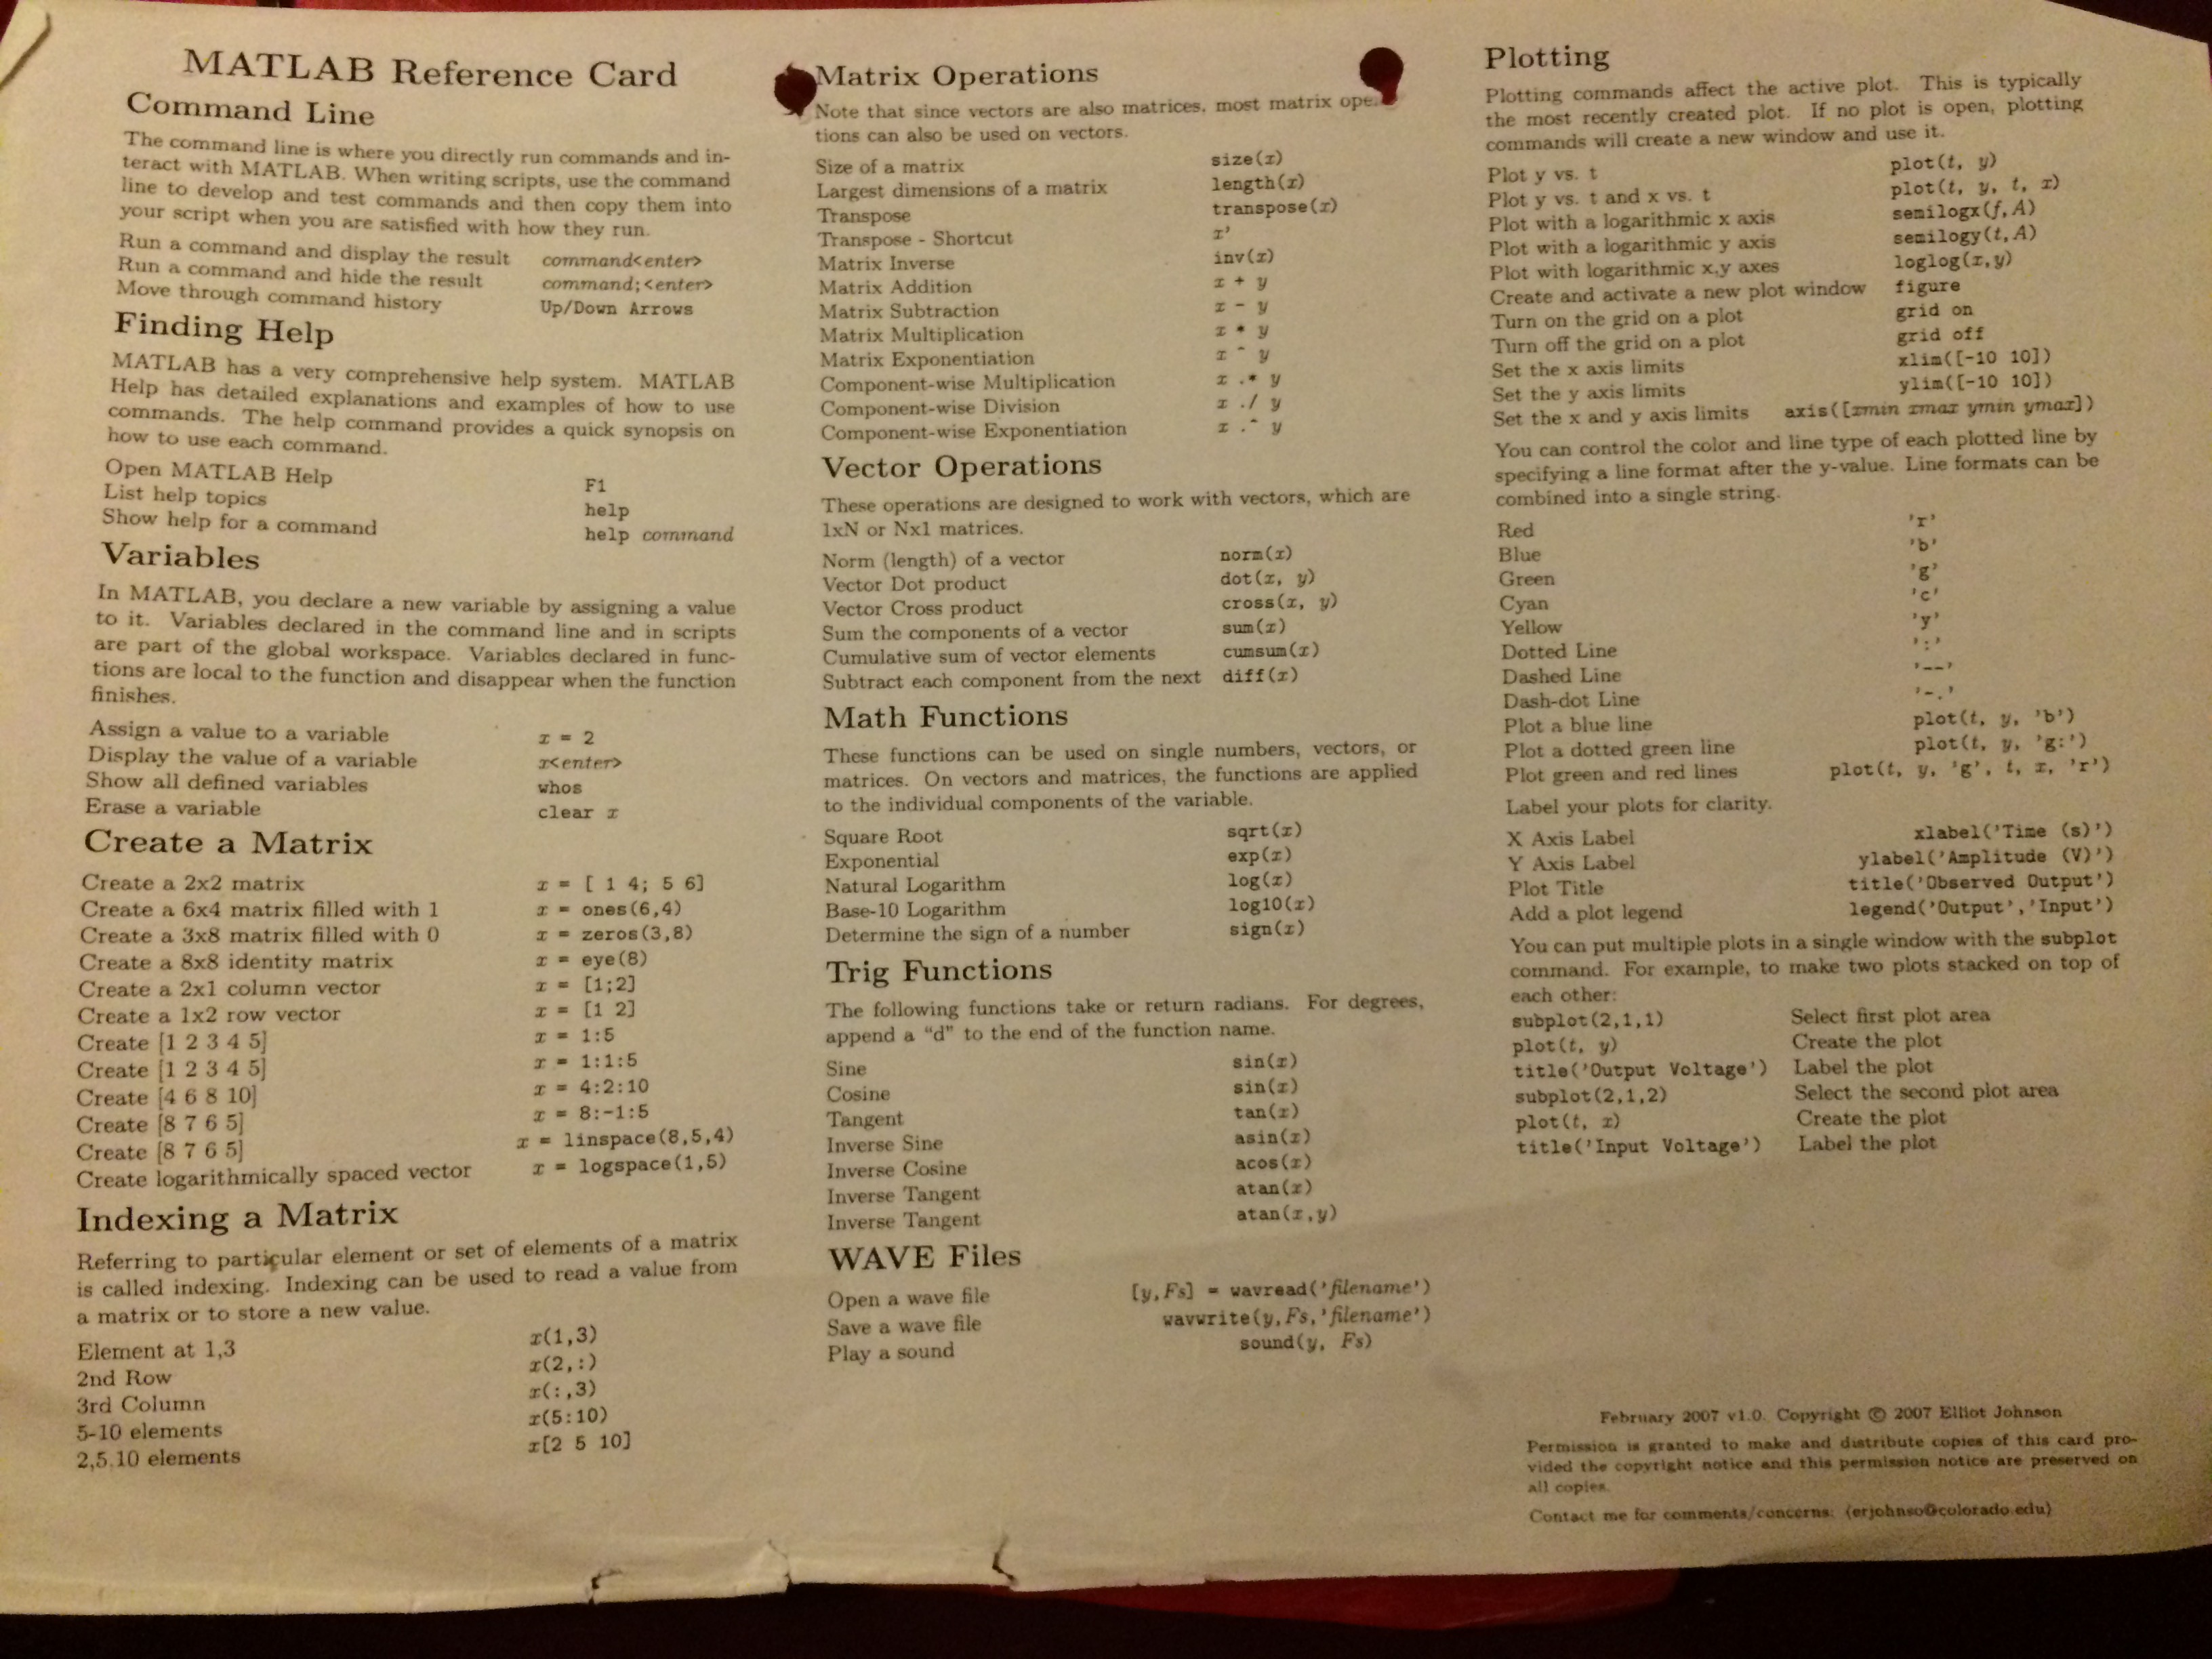 MATLAB Reference Card
Command Line
The command line is where you directly run commands and in-
teract with MATLAB. When writing scripts, use the command
line to develop and test commands and then copy them into
your script when you are satisfied with how they run.
Run a command and display the result command<enter>
Run a command and hide the result command;<enter>
Move through command history Up/Down Arrows
Finding Help
MATLAB has a very comprehensive help system. MATLAB
Help has detailed explanations and examples of how to use
commands. The help command provides a quick synopsis on
how to use each command.
Open MATLAB Help F1
List help topics help
Show help for a command help command
Variables
In MATLAB, you declare a new variable by assigning a value
to it. Variables declared in the command line and in scripts
are part of the global workspace. Variables declared in func-
tions are local to the function and disappear when the function
finishes.
Assign a value to a variable x = 2
Display the value of a variable x<enter>
Show all defined variables whos
Erase a variable clear x
Create a Matrix
Create a 2x2 matrix x = [ 1 4; 5 6]
Create a 6x4 matrix filled with 1 x = ones(6,4)
Create a 3x8 matrix filled with 0 x = zeros(3,8)
Create a 8x8 identity matrix x = eye(8)
Create a 2x1 column vector x = [1;2]
Create a 1x2 row vector x = [1 2]
Create [1 2 3 4 5] x = 1:5
Create [1 2 3 4 5] x = 1:1:5
Create [4 6 8 10] x = 4:2:10
Create [8 7 6 5] x = 8:-1:5
Create [8 7 6 5] x = linspace(8,5,4)
Create logarithmically spaced vector x = logspace(1,5)
Indexing a Matrix
Referring to particular element or set of elements of a matrix
is called indexing. Indexing can be used to read a value from
a matrix or to store a new value.
Element at 1,3 x(1,3)
2nd Row x(2,:)
3rd Column x(:,3)
5-10 elements x(5:10)
2,5,10 elements x[2 5 10]
Matrix Operations
Note that since vectors are also matrices, most matrix ope
tions can also be used on vectors.
Size of a matrix size(x)
Largest dimensions of a matrix length(x)
Transpose transpose(x)
Transpose - Shortcut x'
Matrix Inverse inv(x)
Matrix Addition x + y
Matrix Subtraction x - y
Matrix Multiplication x * y
Matrix Exponentiation x ^ y
Component-wise Multiplication x .* y
Component-wise Division x ./ y
Component-wise Exponentiation x .^ y
Vector Operations
These operations are designed to work with vectors, which are
1xN or Nx1 matrices.
Norm (length) of a vector norm(x)
Vector Dot product dot(x, y)
Vector Cross product cross(x, y)
Sum the components of a vector sum(x)
Cumulative sum of vector elements cumsum(x)
Subtract each component from the next diff(x)
Math Functions
These functions can be used on single numbers, vectors, or
matrices. On vectors and matrices, the functions are applied
to the individual components of the variable.
Square Root sqrt(x)
Exponential exp(x)
Natural Logarithm log(x)
Base-10 Logarithm log10(x)
Determine the sign of a number sign(x)
Trig Functions
The following functions take or return radians. For degrees,
append a "d" to the end of the function name.
Sine sin(x)
Cosine sin(x)
Tangent tan(x)
Inverse Sine asin(x)
Inverse Cosine acos(x)
Inverse Tangent atan(x)
Inverse Tangent atan(x,y)
WAVE Files
Open a wave file [y,Fs] = wavread('filename')
Save a wave file wavwrite(y,Fs,'filename')
Play a sound sound(y, Fs)
Plotting
Plotting commands affect the active plot. This is typically
the most recently created plot. If no plot is open, plotting
commands will create a new window and use it.
Plot y vs. t plot(t, y)
Plot y vs. t and x vs. t plot(t, y, t, x)
Plot with a logarithmic x axis semilogx(f,A)
Plot with a logarithmic y axis semilogy(t,A)
Plot with logarithmic x,y axes loglog(x,y)
Create and activate a new plot window figure
Turn on the grid on a plot grid on
Turn off the grid on a plot grid off
Set the x axis limits xlim([-10 10])
Set the y axis limits ylim([-10 10])
Set the x and y axis limits axis([xmin xmax ymin ymax])
You can control the color and line type of each plotted line by
specifying a line format after the y-value. Line formats can be
combined into a single string.
Red 'r'
Blue 'b'
Green 'g'
Cyan 'c'
Yellow 'y'
Dotted Line ':'
Dashed Line '--'
Dash-dot Line '-.'
Plot a blue line plot(t, y, 'b')
Plot a dotted green line plot(t, y, 'g:')
Plot green and red lines plot(t, y, 'g', t, x, 'r')
Label your plots for clarity.
X Axis Label xlabel('Time (s)')
Y Axis Label ylabel('Amplitude (V)')
Plot Title title('Observed Output')
Add a plot legend legend('Output','Input')
You can put multiple plots in a single window with the subplot
command. For example, to make two plots stacked on top of
each other:
subplot(2,1,1) Select first plot area
plot(t, y) Create the plot
title('Output Voltage') Label the plot
subplot(2,1,2) Select the second plot area
plot(t, x) Create the plot
title('Input Voltage') Label the plot
February 2007 v1.0. Copyright © 2007 Elliot Johnson
Permission is granted to make and distribute copies of this card pro-
vided the copyright notice and this permission notice are preserved on
all copies.
Contact me for comments/concerns: (erjohnso@colorado.edu)